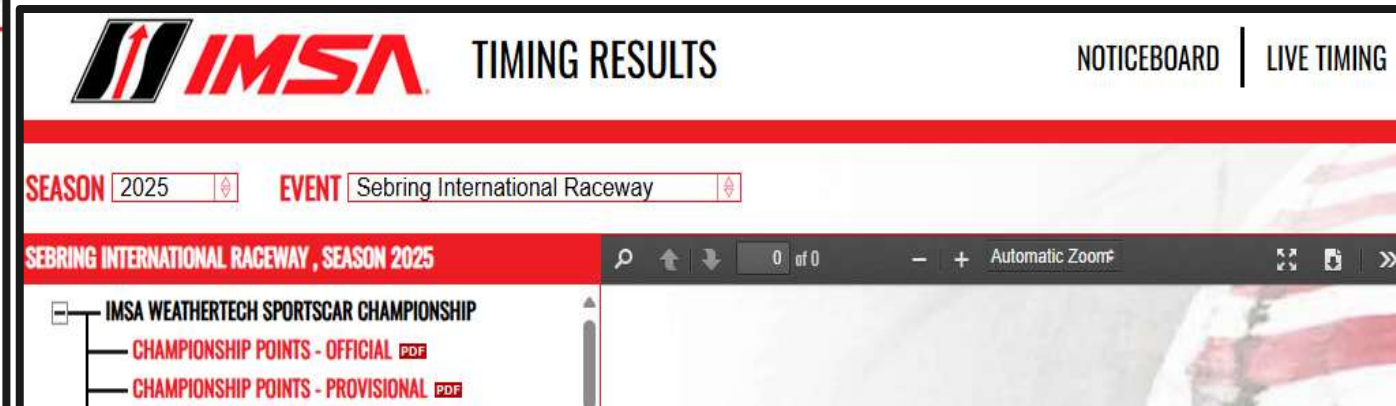 IMSA TIMING RESULTS NOTICEBOARD LIVE TIMING
SEASON 2025 EVENT Sebring International Raceway
SEBRING INTERNATIONAL RACEWAY , SEASON 2025
0 of 0 − + Automatic Zoom
IMSA WEATHERTECH SPORTSCAR CHAMPIONSHIP
CHAMPIONSHIP POINTS - OFFICIAL PDF
CHAMPIONSHIP POINTS - PROVISIONAL PDF